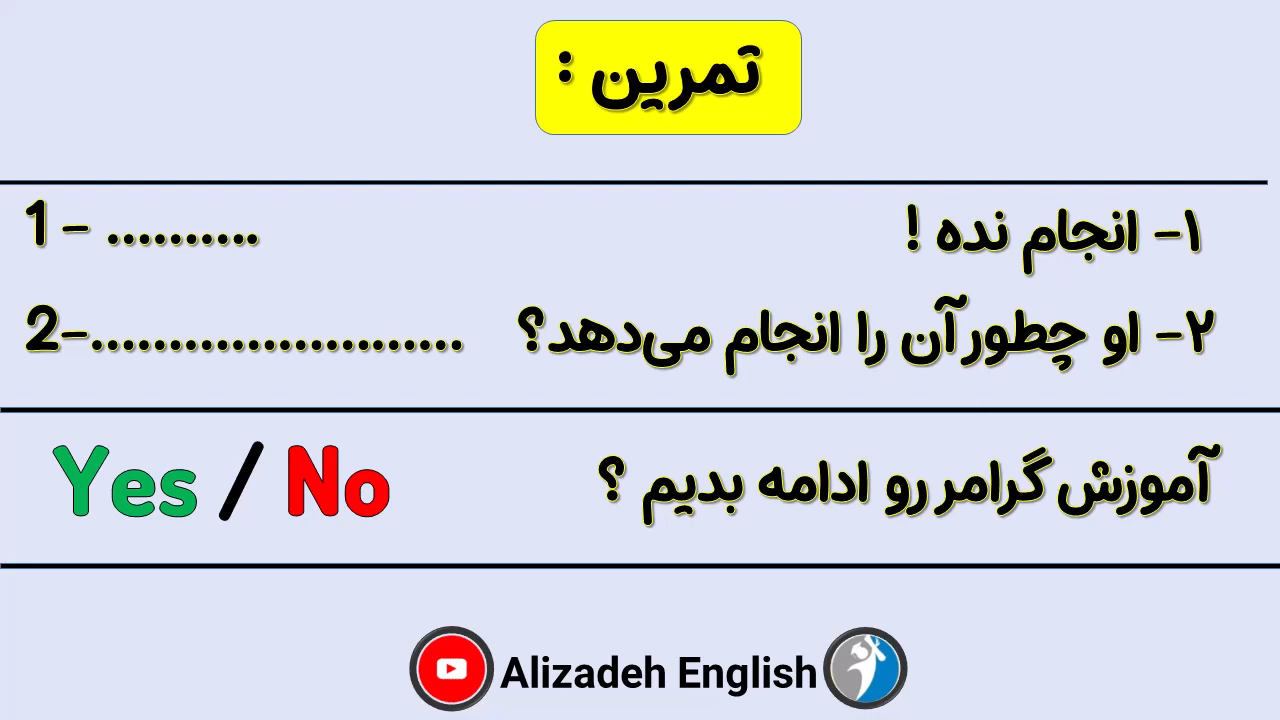 تمرین :
۱- انجام نده !
1- ..........
۲- او چطور آن را انجام می‌دهد؟
2-........................
آموزش گرامر رو ادامه بدیم ؟
Yes / No
Alizadeh English